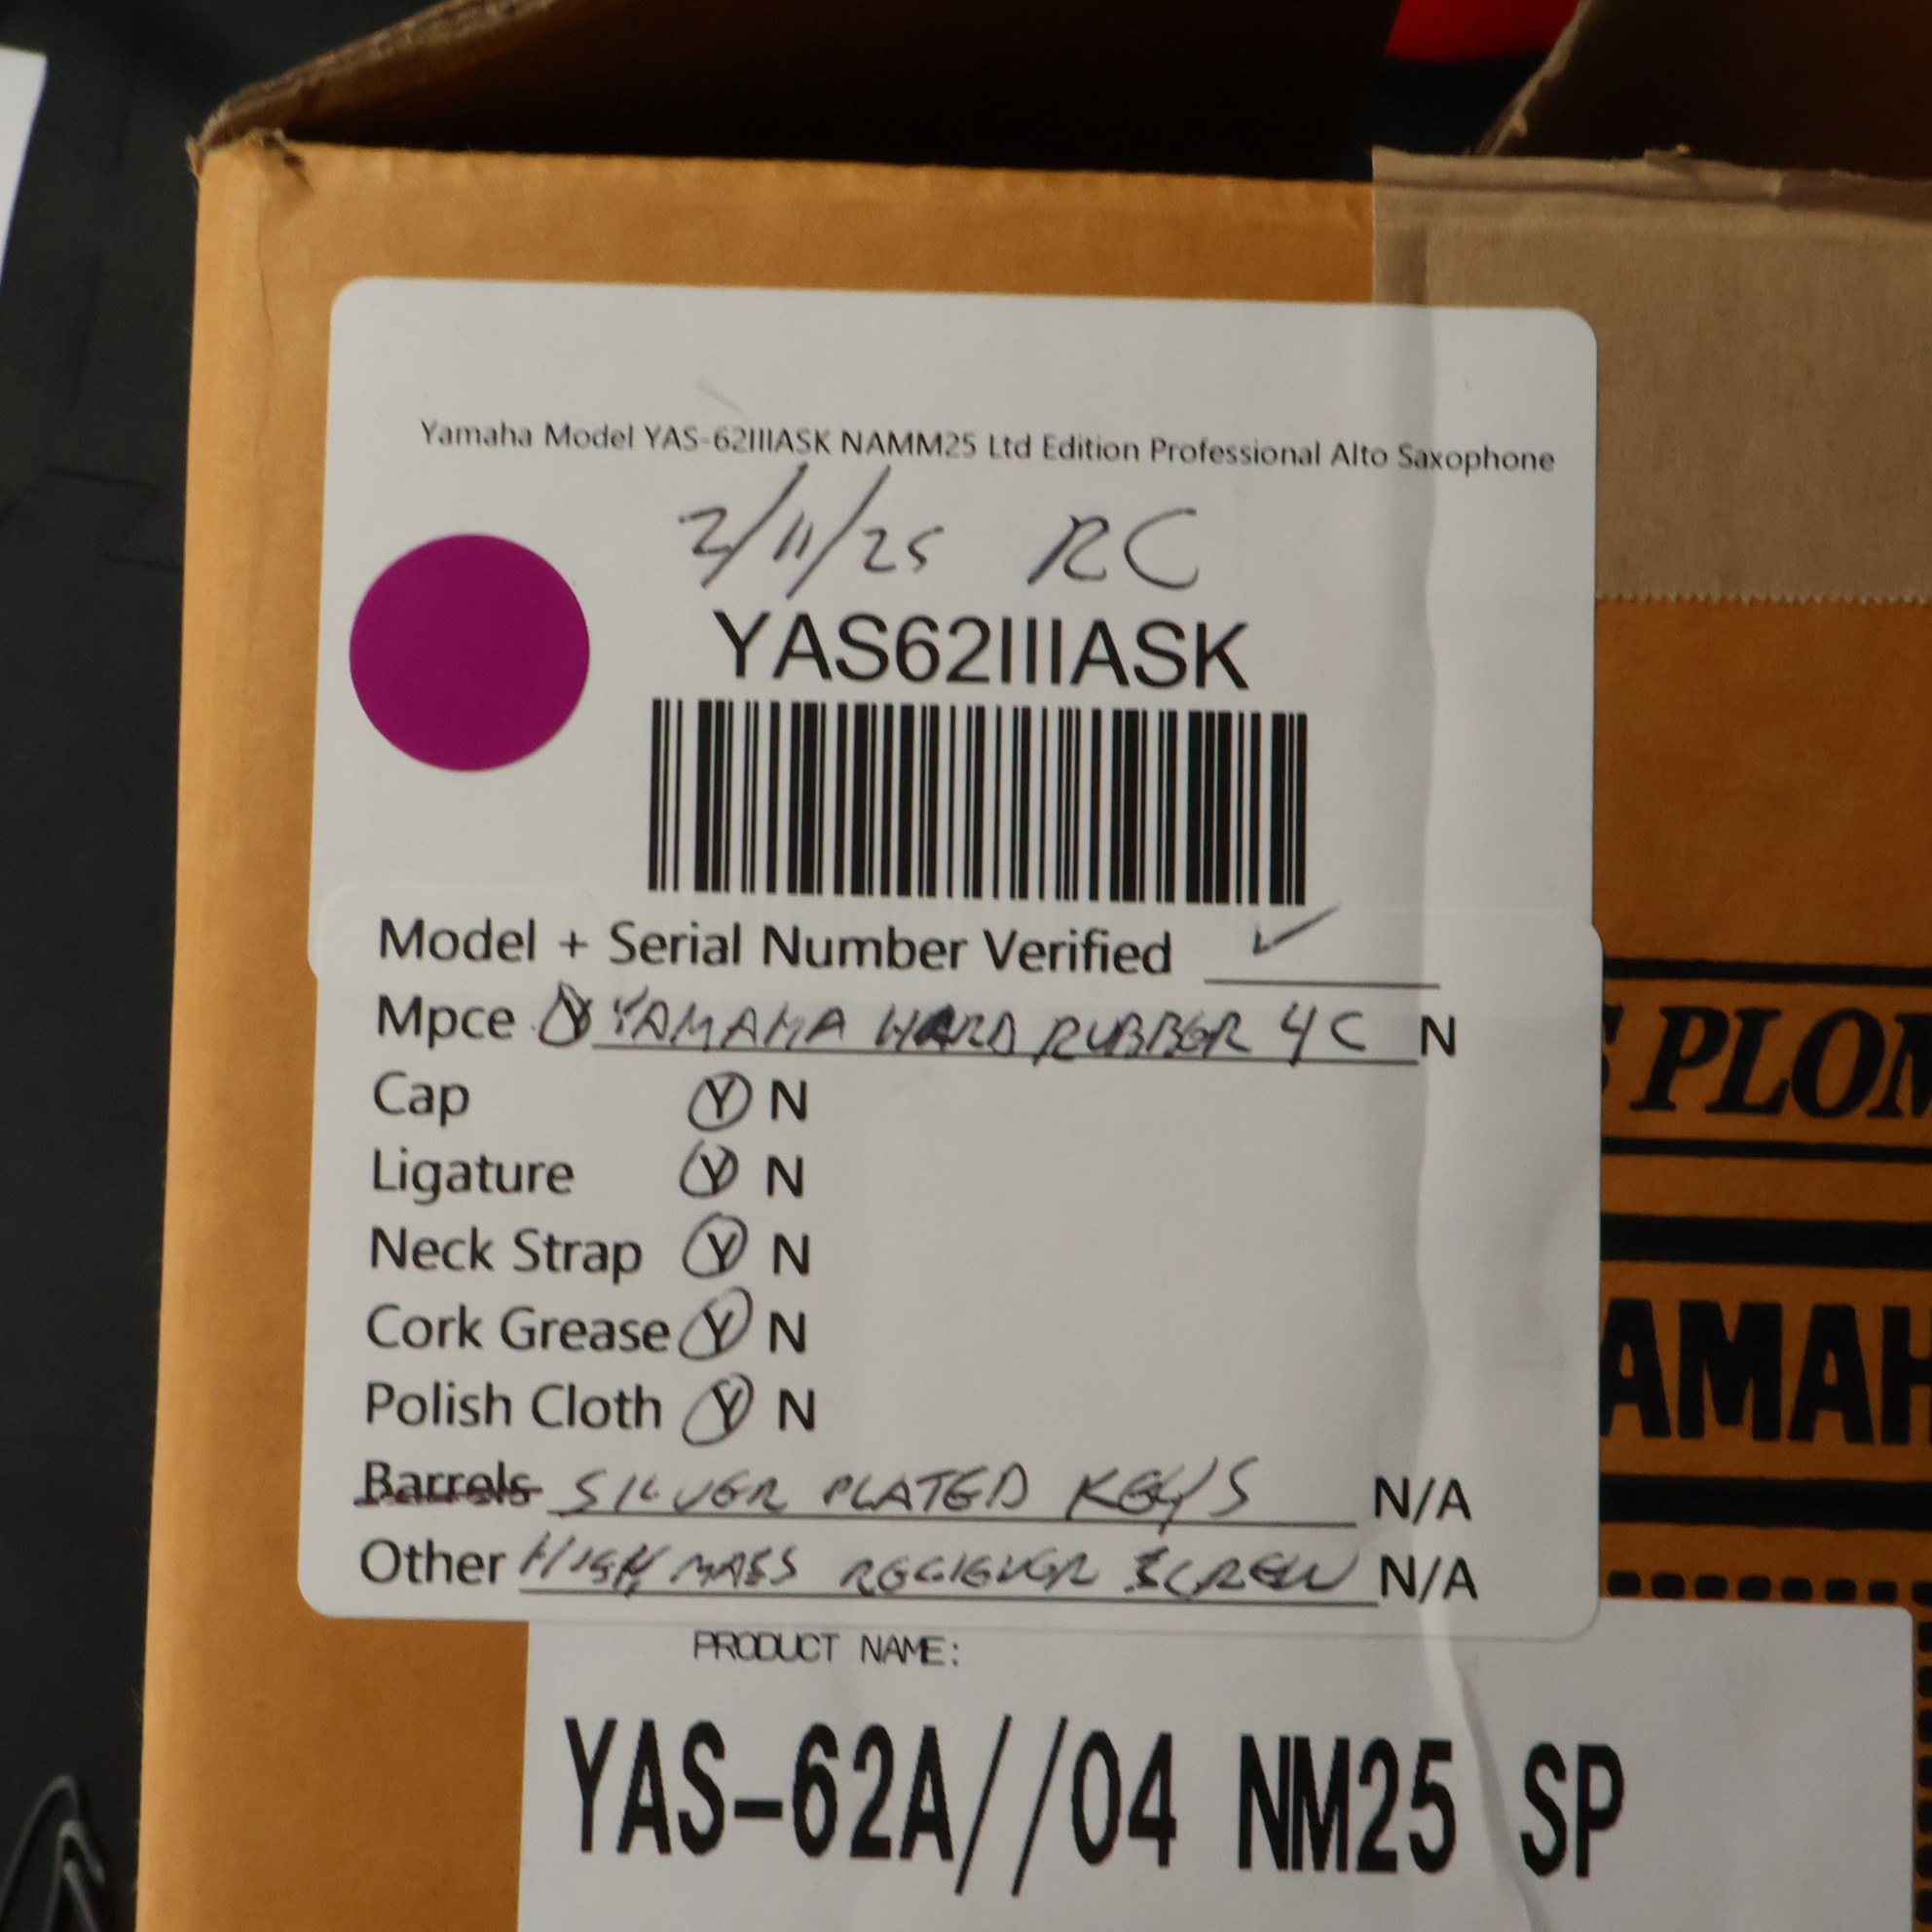 Yamaha Model YAS-62IIIASK NAMM25 Ltd Edition Professional Alto Saxophone
2/11/25 RC
YAS62IIIASK
Model + Serial Number Verified ✓
Mpce Y YAMAHA HARD RUBBER 4C N
Cap Y N
Ligature Y N
Neck Strap Y N
Cork Grease Y N
Polish Cloth Y N
Barrels SILVER PLATED KEYS N/A
Other HIGH MASS RECIEVER SCREW N/A
S PLOM
AMAH
PRODUCT NAME:
YAS-62A//04 NM25 SP